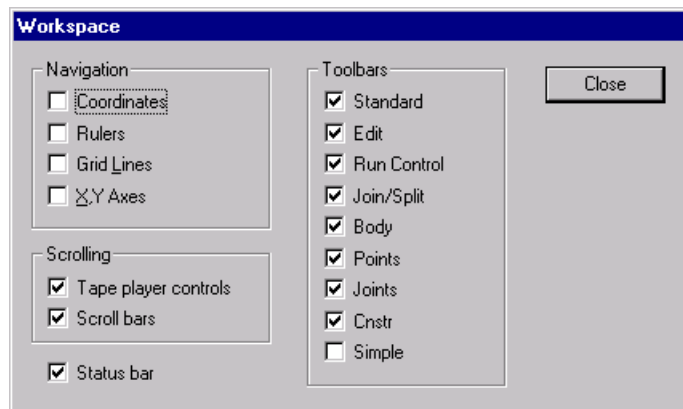 Workspace
Navigation
Coordinates
Rulers
Grid Lines
X,Y Axes
Scrolling
Tape player controls
Scroll bars
Status bar
Toolbars
Standard
Edit
Run Control
Join/Split
Body
Points
Joints
Cnstr
Simple
Close